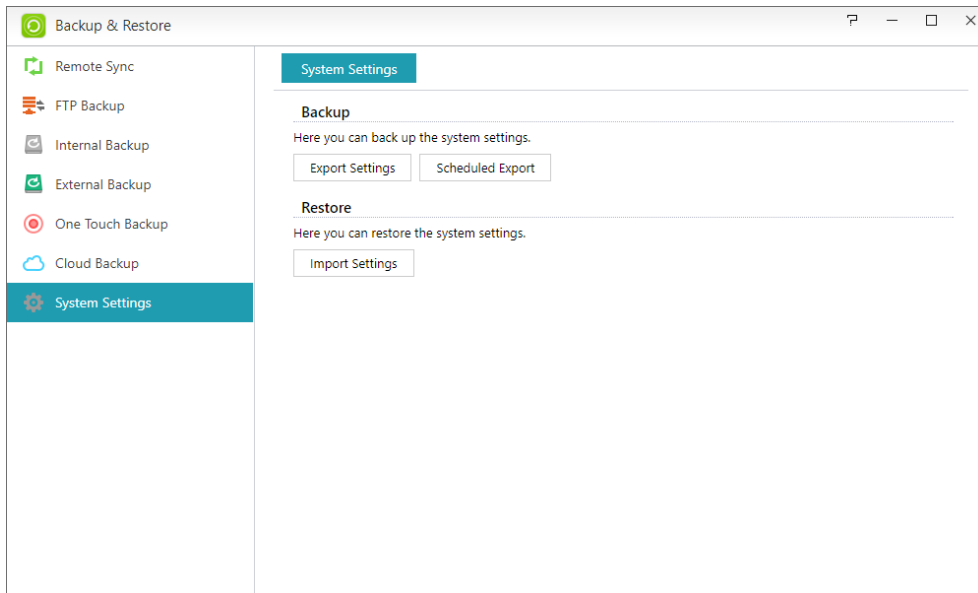 Backup & Restore
Remote Sync
FTP Backup
Internal Backup
External Backup
One Touch Backup
Cloud Backup
System Settings
System Settings
Backup
Here you can back up the system settings.
Export Settings
Scheduled Export
Restore
Here you can restore the system settings.
Import Settings